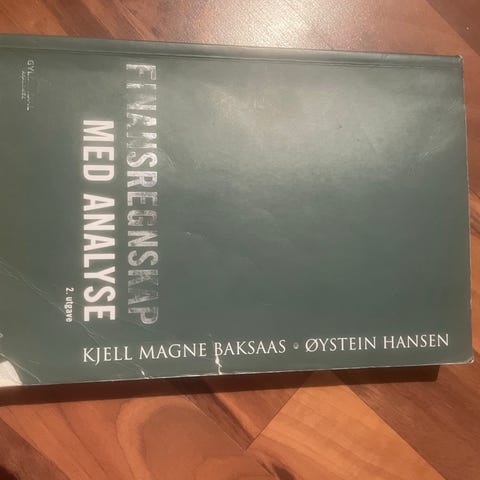 KJELL MAGNE BAKSAAS • ØYSTEIN HANSEN
FINANSREGNSKAP
MED ANALYSE
2. utgave